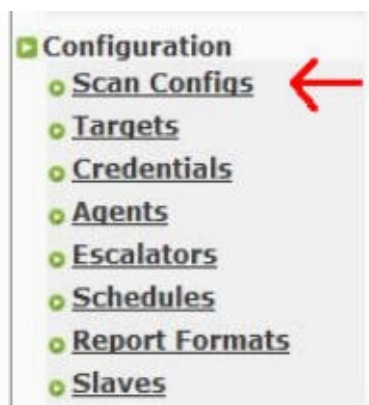 Configuration
Scan Configs
Targets
Credentials
Agents
Escalators
Schedules
Report Formats
Slaves